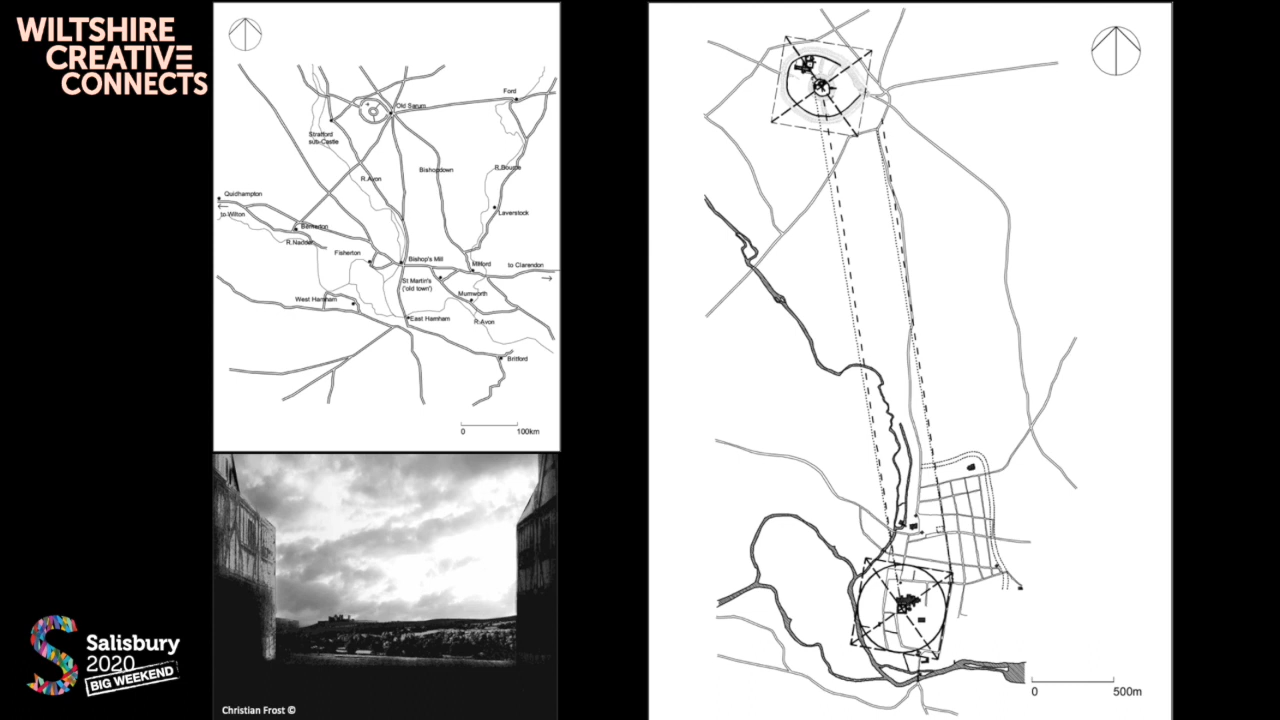 WILTSHIRE
CREATIVE
CONNECTS
Ford
Old Sarum
Stratford
sub-Castle
Bishopdown
R.Bourne
R.Avon
Quidhampton
to Wilton
Laverstock
Bemerton
R.Nadder
Fisherton
Bishop's Mill
Milford
to Clarendon
St Martin's
('old town')
Mumworth
West Harnham
East Harnham
R.Avon
Britford
0
100km
Salisbury
2020
BIG WEEKEND
Christian Frost ©
0
500m